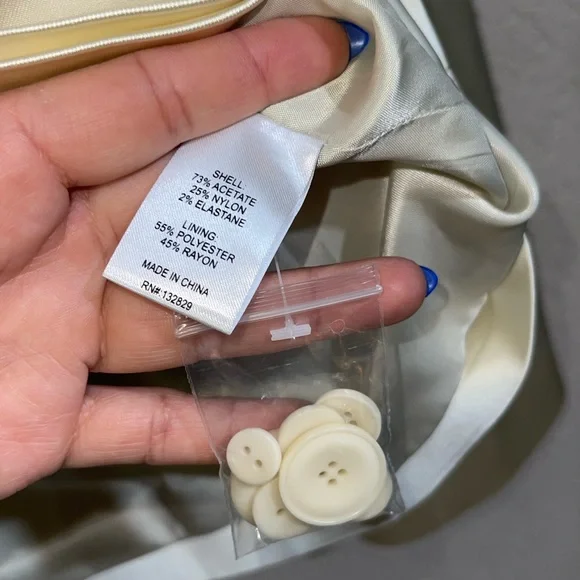 SHELL
73% ACETATE
25% NYLON
2% ELASTANE
LINING:
55% POLYESTER
45% RAYON
MADE IN CHINA
RN# 132829